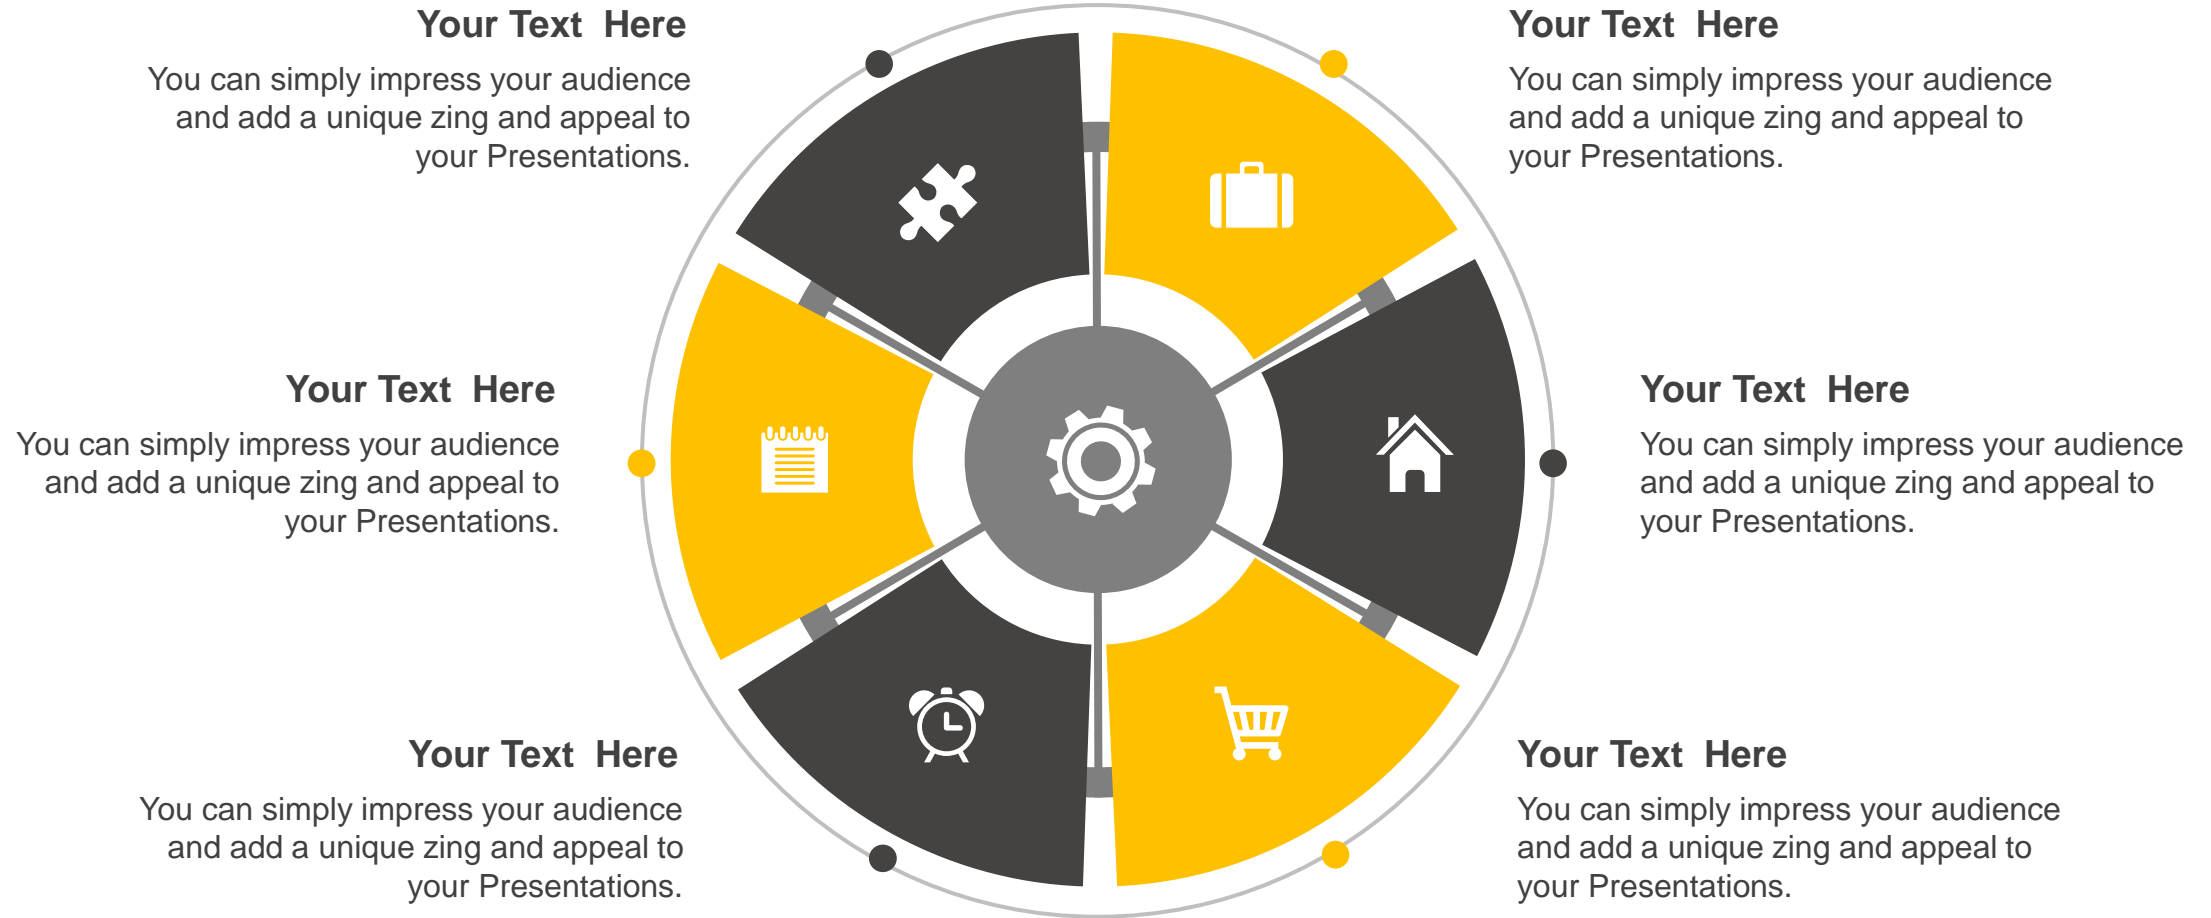 Your Text  Here
You can simply impress your audience
and add a unique zing and appeal to
your Presentations.
Your Text  Here
You can simply impress your audience
and add a unique zing and appeal to
your Presentations.
Your Text  Here
You can simply impress your audience
and add a unique zing and appeal to
your Presentations.
Your Text  Here
You can simply impress your audience
and add a unique zing and appeal to
your Presentations.
Your Text  Here
You can simply impress your audience
and add a unique zing and appeal to
your Presentations.
Your Text  Here
You can simply impress your audience
and add a unique zing and appeal to
your Presentations.